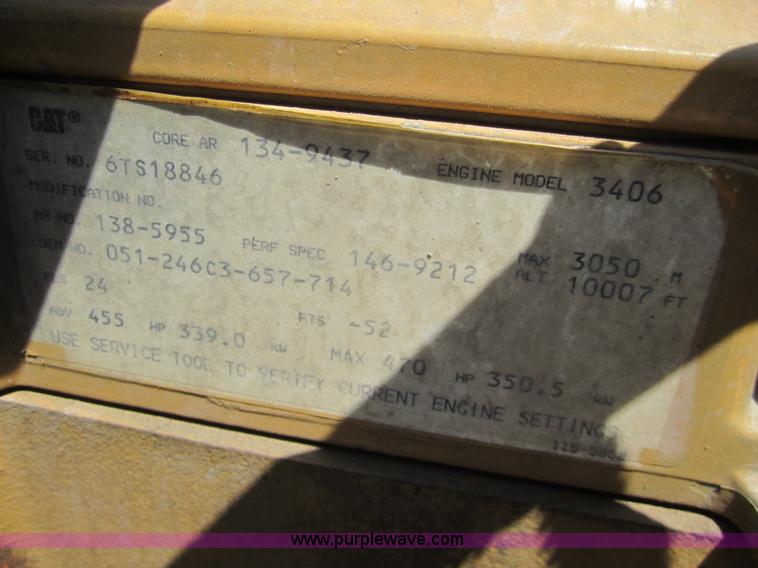 CAT®
CORE AR 134-9437
SER. NO. 6TS18846 ENGINE MODEL 3406
MODIFICATION NO.
AR NO. 138-5955 PERF SPEC 146-9212 MAX ALT 3050 M 10007 FT
OEM NO. 051-246C3-657-714
FLS 24 FTS -52
ADV 455 HP 339.0 kW MAX 470 HP 350.5 kW
USE SERVICE TOOL TO VERIFY CURRENT ENGINE SETTINGS
www.purplewave.com